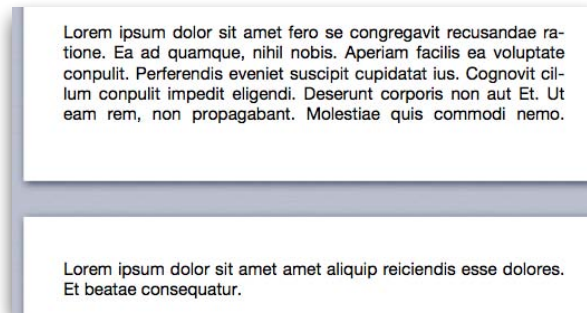 Lorem ipsum dolor sit amet fero se congregavit recusandae ra-
tione. Ea ad quamque, nihil nobis. Aperiam facilis ea voluptate
conpulit. Perferendis eveniet suscipit cupidatat ius. Cognovit cil-
lum conpulit impedit eligendi. Deserunt corporis non aut Et. Ut
eam rem, non propagabant. Molestiae quis commodi nemo.
Lorem ipsum dolor sit amet amet aliquip reiciendis esse dolores.
Et beatae consequatur.